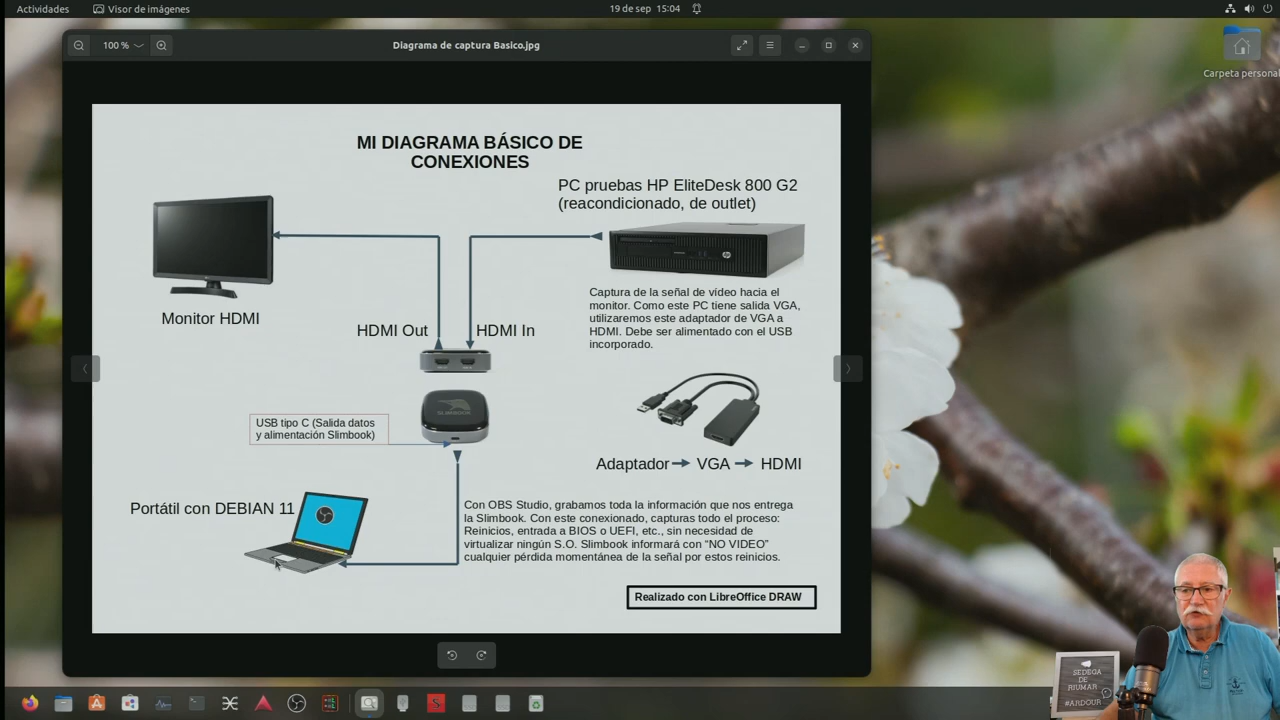 Actividades
Visor de imágenes
19 de sep 15:04
100 %
Diagrama de captura Basico.jpg
Carpeta personal
MI DIAGRAMA BÁSICO DE
CONEXIONES
PC pruebas HP EliteDesk 800 G2
(reacondicionado, de outlet)
Monitor HDMI
HDMI Out
HDMI In
Captura de la señal de vídeo hacia el
monitor. Como este PC tiene salida VGA,
utilizaremos este adaptador de VGA a
HDMI. Debe ser alimentado con el USB
incorporado.
SLIMBOOK
USB tipo C (Salida datos
y alimentación Slimbook)
Adaptador VGA HDMI
Portátil con DEBIAN 11
Con OBS Studio, grabamos toda la información que nos entrega
la Slimbook. Con este conexionado, capturas todo el proceso:
Reinicios, entrada a BIOS o UEFI, etc., sin necesidad de
virtualizar ningún S.O. Slimbook informará con “NO VIDEO”
cualquier pérdida momentánea de la señal por estos reinicios.
Realizado con LibreOffice DRAW
SEDEGA
DE
RIUMAR
#ARDOUR